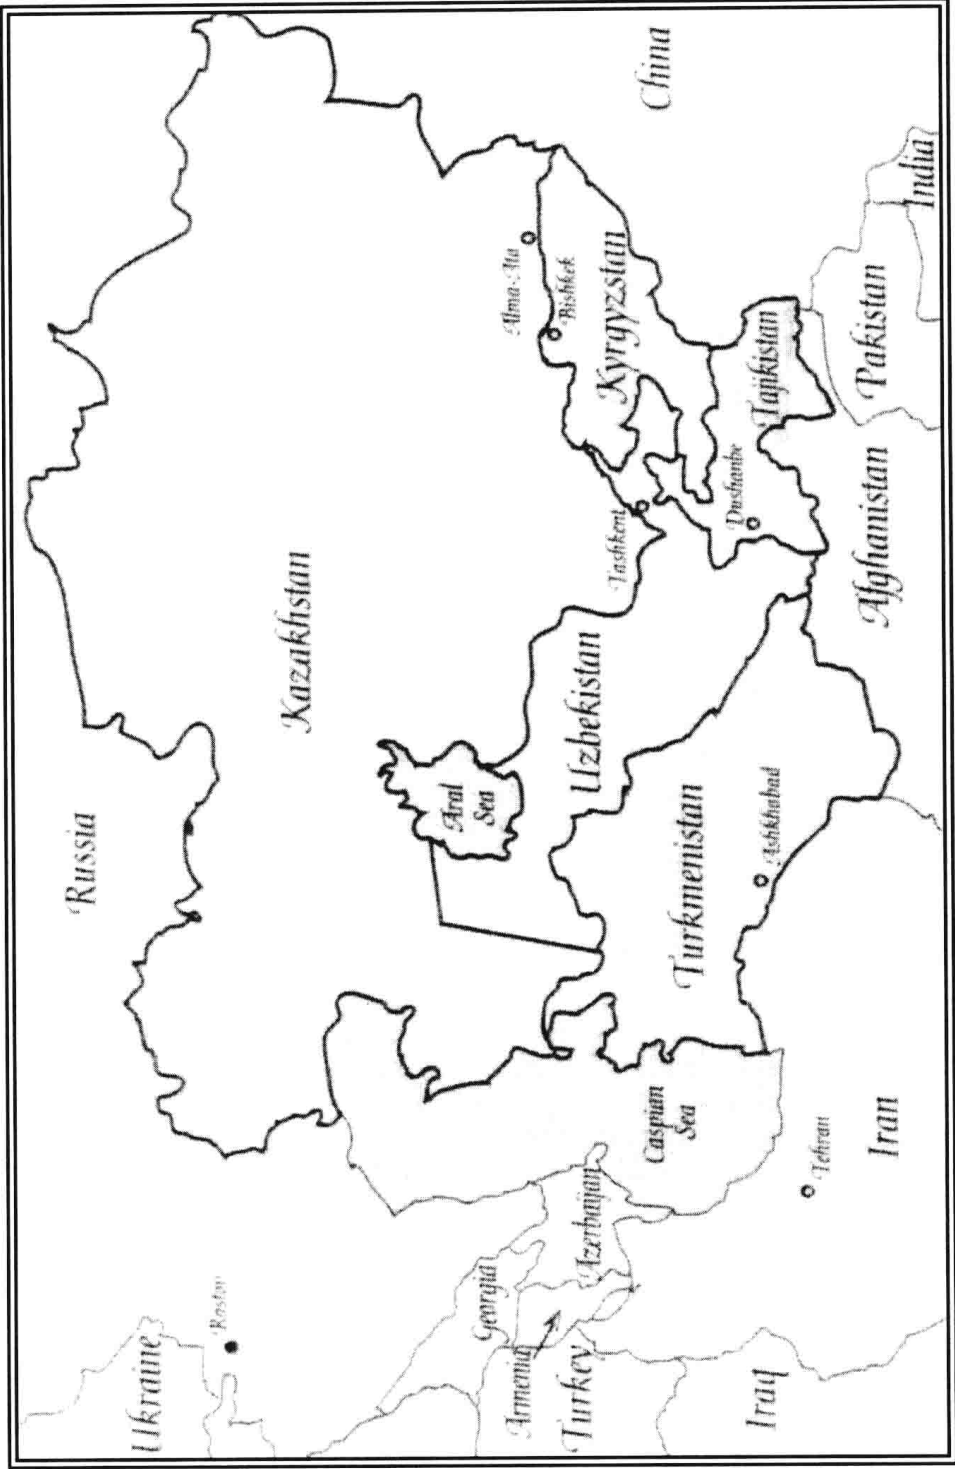 Russia
Ukraine
Rostov
Kazakhstan
Aral
Sea
Alma-Ata
Bishkek
Kyrgyzstan
China
Tashkent
Uzbekistan
Georgia
Armenia
Azerbaijan
Turkey
Caspian
Sea
Turkmenistan
Ashkhabad
Dushanbe
Tajikistan
Iraq
Tehran
Iran
Afghanistan
Pakistan
India